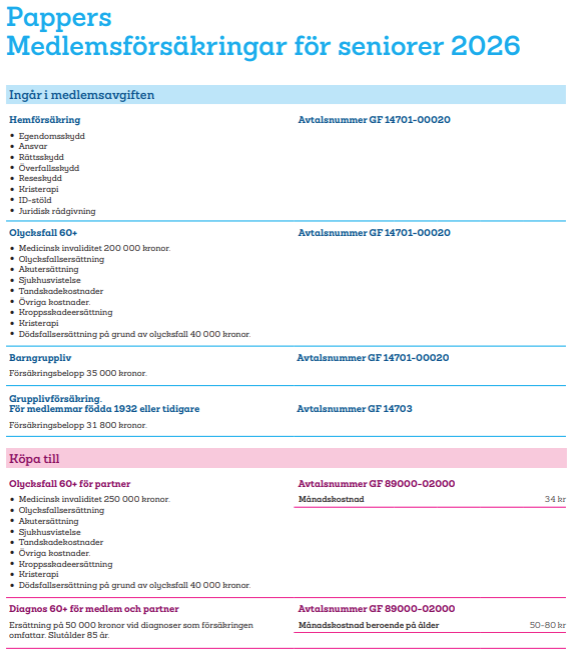 Pappers
Medlemsförsäkringar för seniorer 2026
Ingår i medlemsavgiften
Hemförsäkring
Avtalsnummer GF 14701-00020
• Egendomsskydd
• Ansvar
• Rättsskydd
• Överfallsskydd
• Reseskydd
• Kristerapi
• ID-stöld
• Juridisk rådgivning
Olycksfall 60+
Avtalsnummer GF 14701-00020
• Medicinsk invaliditet 200 000 kronor.
• Olycksfallsersättning
• Akutersättning
• Sjukhusvistelse
• Tandskadekostnader
• Övriga kostnader.
• Kroppsskadeersättning
• Kristerapi
• Dödsfallsersättning på grund av olycksfall 40 000 kronor.
Barngruppliv
Avtalsnummer GF 14701-00020
Försäkringsbelopp 35 000 kronor.
Grupplivförsäkring.
För medlemmar födda 1932 eller tidigare
Avtalsnummer GF 14703
Försäkringsbelopp 31 800 kronor.
Köpa till
Olycksfall 60+ för partner
Avtalsnummer GF 89000-02000
Månadskostnad 34 kr
• Medicinsk invaliditet 250 000 kronor.
• Olycksfallsersättning
• Akutersättning
• Sjukhusvistelse
• Tandskadekostnader
• Övriga kostnader.
• Kroppsskadeersättning
• Kristerapi
• Dödsfallsersättning på grund av olycksfall 40 000 kronor.
Diagnos 60+ för medlem och partner
Avtalsnummer GF 89000-02000
Ersättning på 50 000 kronor vid diagnoser som försäkringen
omfattar. Slutålder 85 år.
Månadskostnad beroende på ålder 50-80 kr